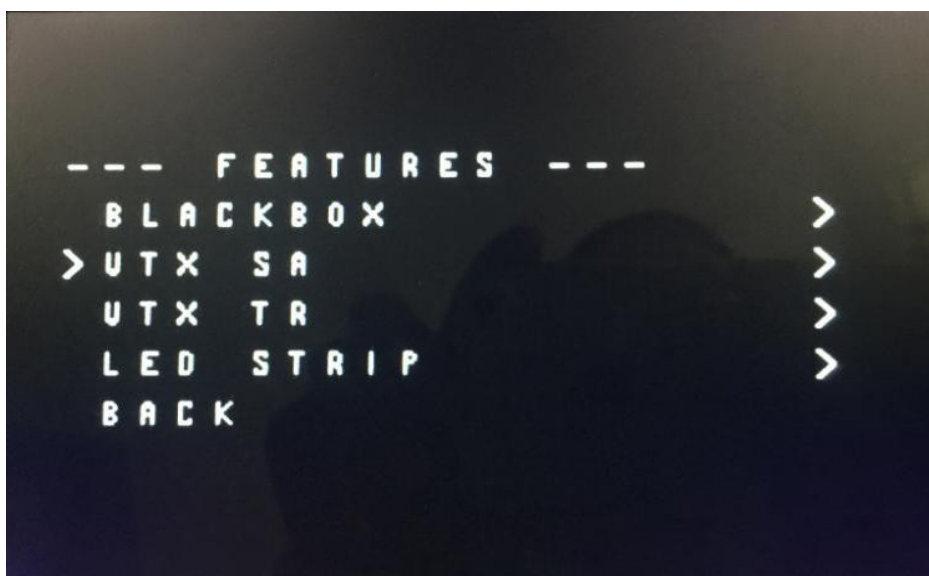 --- FEATURES ---
BLACKBOX >
>VTX SA >
VTX TR >
LED STRIP >
BACK